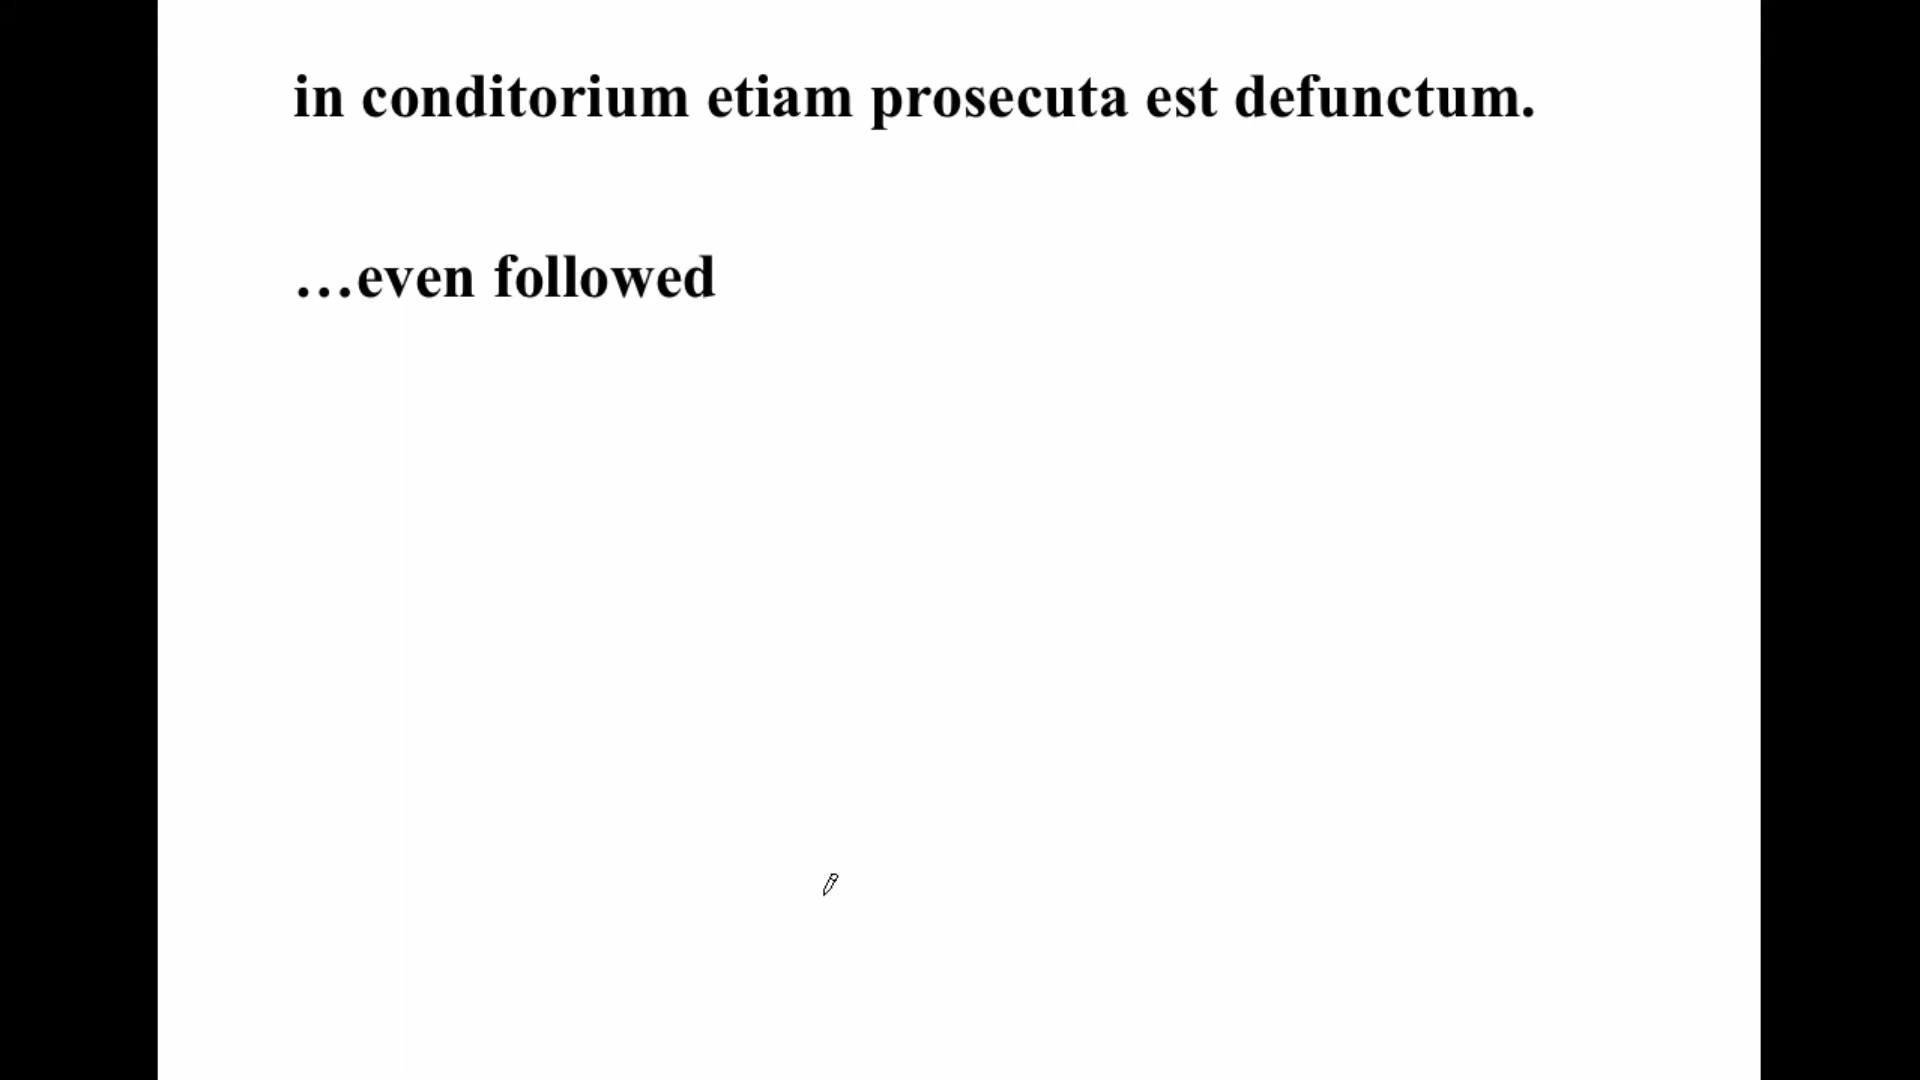 in conditorium etiam prosecuta est defunctum.
…even followed